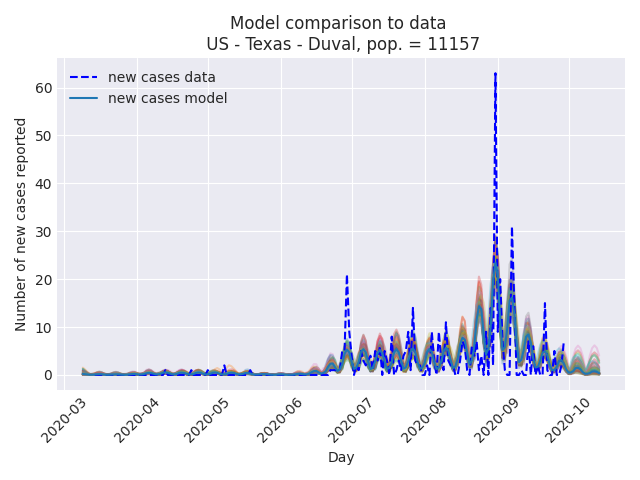 Model comparison to data
US - Texas - Duval, pop. = 11157
new cases data
new cases model
Number of new cases reported
60
50
40
30
20
10
0
2020-03
2020-04
2020-05
2020-06
2020-07
2020-08
2020-09
2020-10
Day